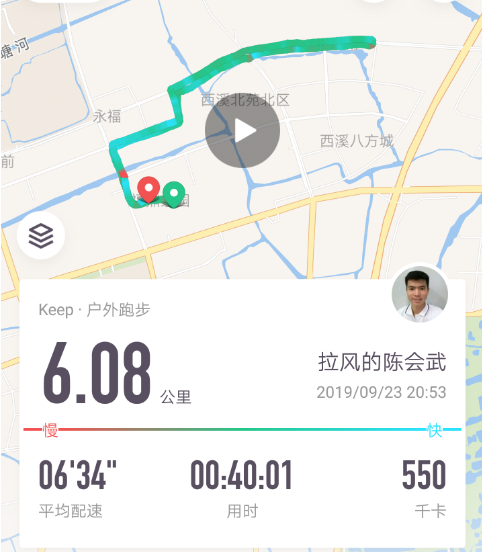 塘河
永福
西溪北苑北区
西溪八方城
前
Keep · 户外跑步
6.08 公里
拉风的陈会武
2019/09/23 20:53
慢 快
06'34" 00:40:01 550
平均配速 用时 千卡